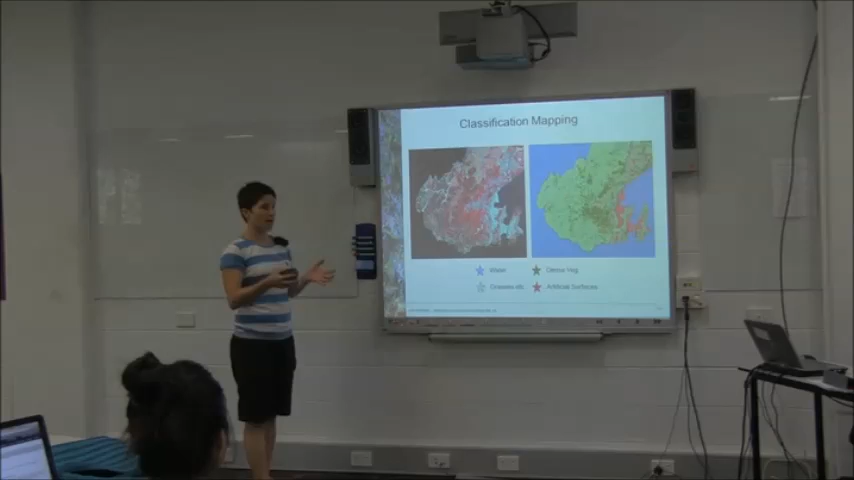 Classification Mapping
Water
Dense Veg
Grasses etc.
Artificial Surfaces